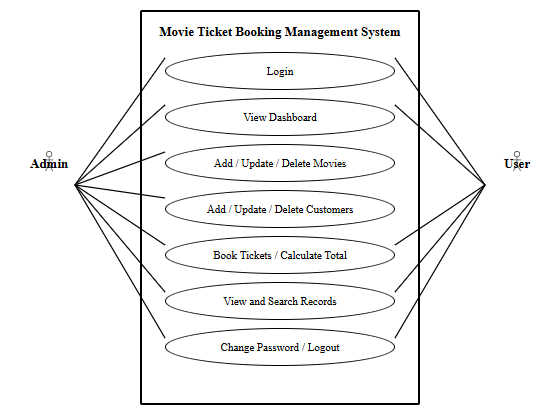 Movie Ticket Booking Management System
Login
View Dashboard
Admin
User
Add / Update / Delete Movies
Add / Update / Delete Customers
Book Tickets / Calculate Total
View and Search Records
Change Password / Logout